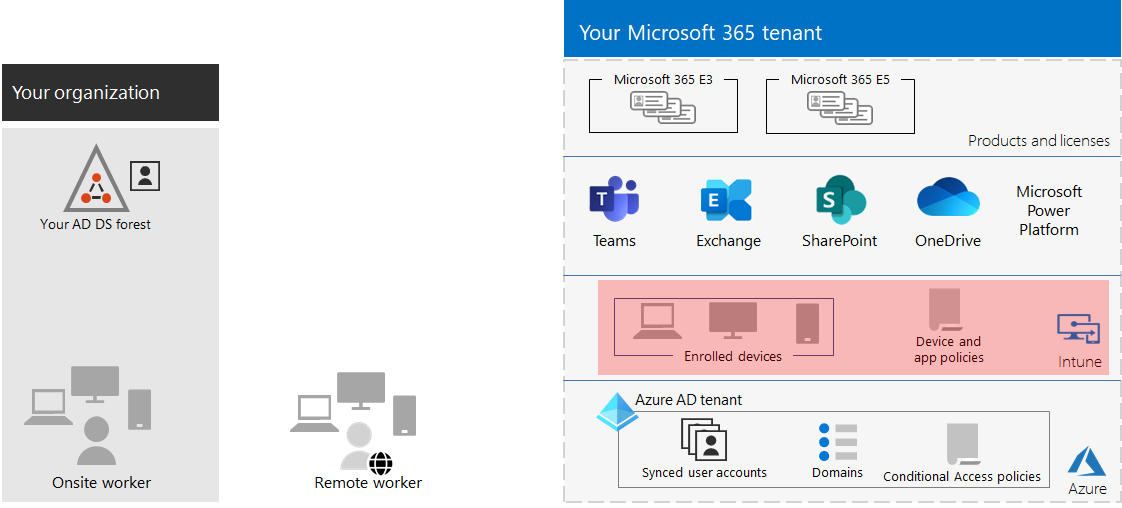 Your Microsoft 365 tenant
Your organization
Microsoft 365 E3
Microsoft 365 E5
Products and licenses
Your AD DS forest
T
E
S
Teams
Exchange
SharePoint
OneDrive
Microsoft
Power
Platform
Enrolled devices
Device and
app policies
Intune
Azure AD tenant
Synced user accounts
Domains
Conditional Access policies
Azure
Onsite worker
Remote worker